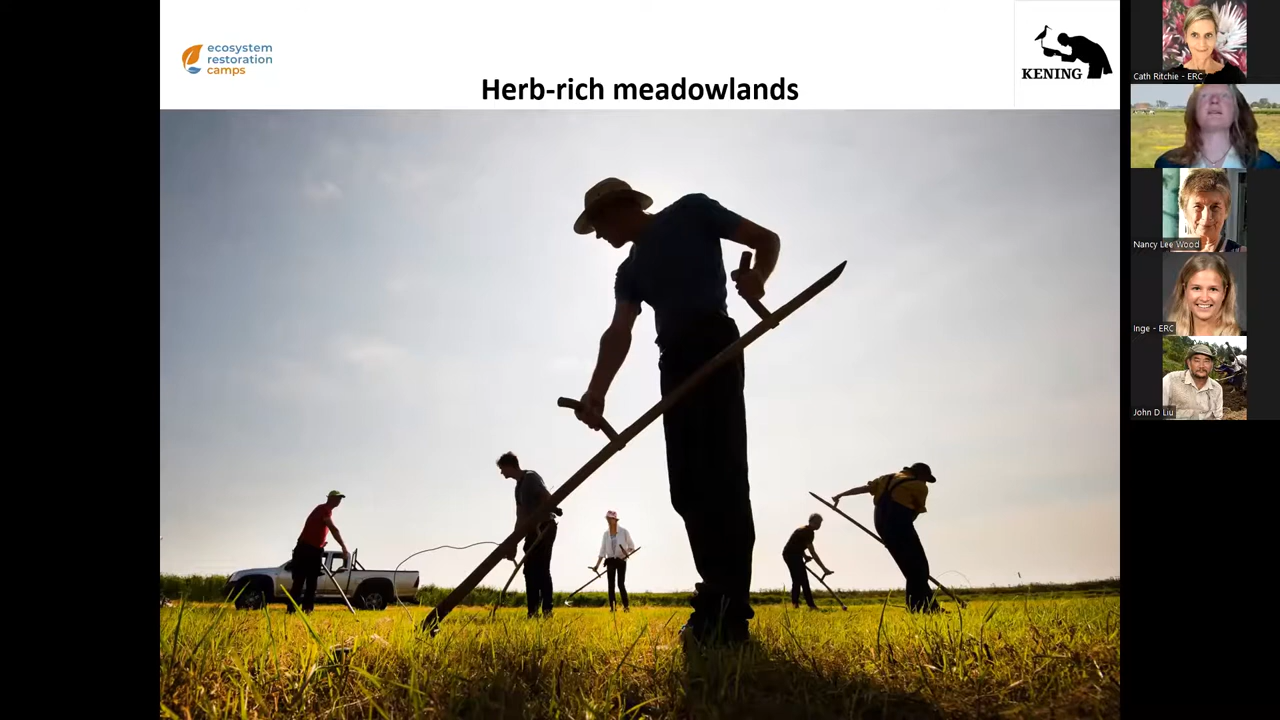 ecosystem
restoration
camps
KENING
Herb-rich meadowlands
Cath Ritchie - ERC
Nancy Lee Wood
Inge - ERC
John D Liu